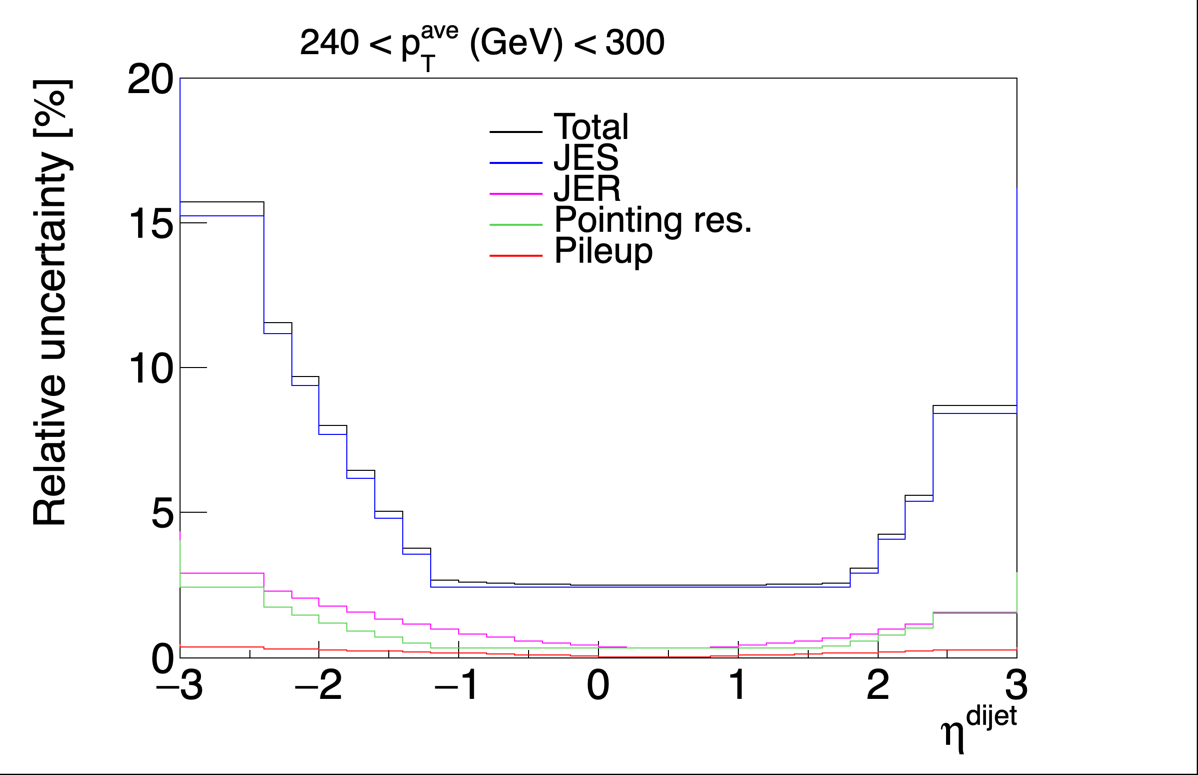 240 < p_T^ave (GeV) < 300
Relative uncertainty [%]
20
15
10
5
0
Total
JES
JER
Pointing res.
Pileup
−3 −2 −1 0 1 2 3
η^dijet